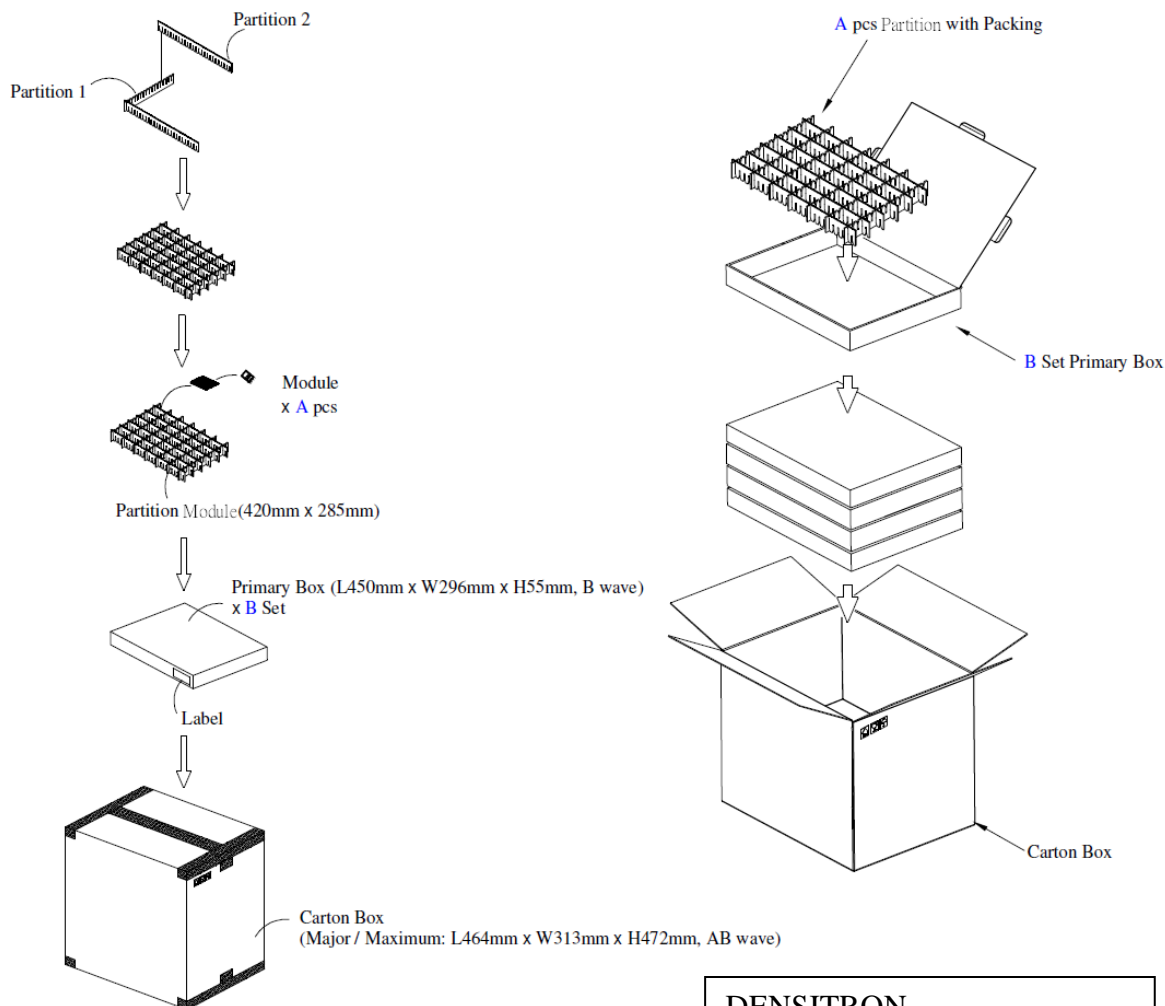 Partition 2
Partition 1
Module
x A pcs
Partition Module(420mm x 285mm)
Primary Box (L450mm x W296mm x H55mm, B wave)
x B Set
Label
Carton Box
(Major / Maximum: L464mm x W313mm x H472mm, AB wave)
A pcs Partition with Packing
B Set Primary Box
Carton Box
DENSITRON